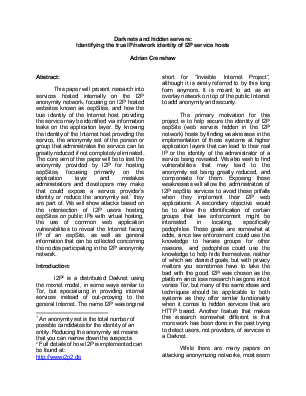 Darknets and hidden servers:
Identifying the true IP/network identity of I2P service hosts
Adrian Crenshaw
Abstract:
This paper will present research into
services hosted internally on the I2P
anonymity network, focusing on I2P hosted
websites known as eepSites, and how the
true identity of the Internet host providing
the service may be identified via information
leaks on the application layer. By knowing
the identity of the Internet host providing the
service, the anonymity set of the person or
group that administrates the service can be
greatly reduced if not completely eliminated.
The core aim of this paper will be to test the
anonymity provided by I2P for hosting
eepSites, focusing primarily on the
application layer and mistakes
administrators and developers may make
that could expose a service provider's
identity or reduce the anonymity set¹ they
are part of. We will show attacks based on
the intersection of I2P users hosting
eepSites on public IPs with virtual hosting,
the use of common web application
vulnerabilities to reveal the Internet facing
IP of an eepSite, as well as general
information that can be collected concerning
the nodes participating in the I2P anonymity
network.
Introduction:
I2P is a distributed Darknet using
the mixnet model, in some ways similar to
Tor, but specializing in providing internal
services instead of out-proxying to the
general Internet. The name I2P was original
¹ An anonymity set is the total number of
possible candidates for the identity of an
entity. Reducing the anonymity set means
that you can narrow down the suspects.
² Full details of how I2P is implemented can
be found at:
http://www.i2p2.de
short for "Invisible Internet Project",
although it is rarely referred to by this long
form anymore. It is meant to act as an
overlay network on top of the public Internet
to add anonymity and security.
The primary motivation for this
project is to help secure the identity of I2P
eepSite (web servers hidden in the I2P
network) hosts by finding weaknesses in the
implementation of these systems at higher
application layers that can lead to their real
IP or the identity of the administrator of a
service being revealed. We also wish to find
vulnerabilities that may lead to the
anonymity set being greatly reduced, and
compensate for them. Exposing these
weaknesses will allow the administrators of
I2P eepSite services to avoid these pitfalls
when they implement their I2P web
applications. A secondary objective would
be to allow the identification of certain
groups that law enforcement might be
interested in locating, specifically
pedophiles. These goals are somewhat at
odds, since law enforcement could use the
knowledge to harass groups for other
reasons, and pedophiles could use the
knowledge to help hide themselves, neither
of which are desired goals, but with privacy
matters you sometimes have to take the
bad with the good. I2P was chosen as the
platform since less research has gone into it
verses Tor, but many of the same ideas and
techniques should be applicable to both
systems as they offer similar functionality
when it comes to hidden services that are
HTTP based. Another feature that makes
this research somewhat different is that
more work has been done in the past trying
to detect users, not providers, of services in
a Darknet.
While there are many papers on
attacking anonymizing networks, most seem